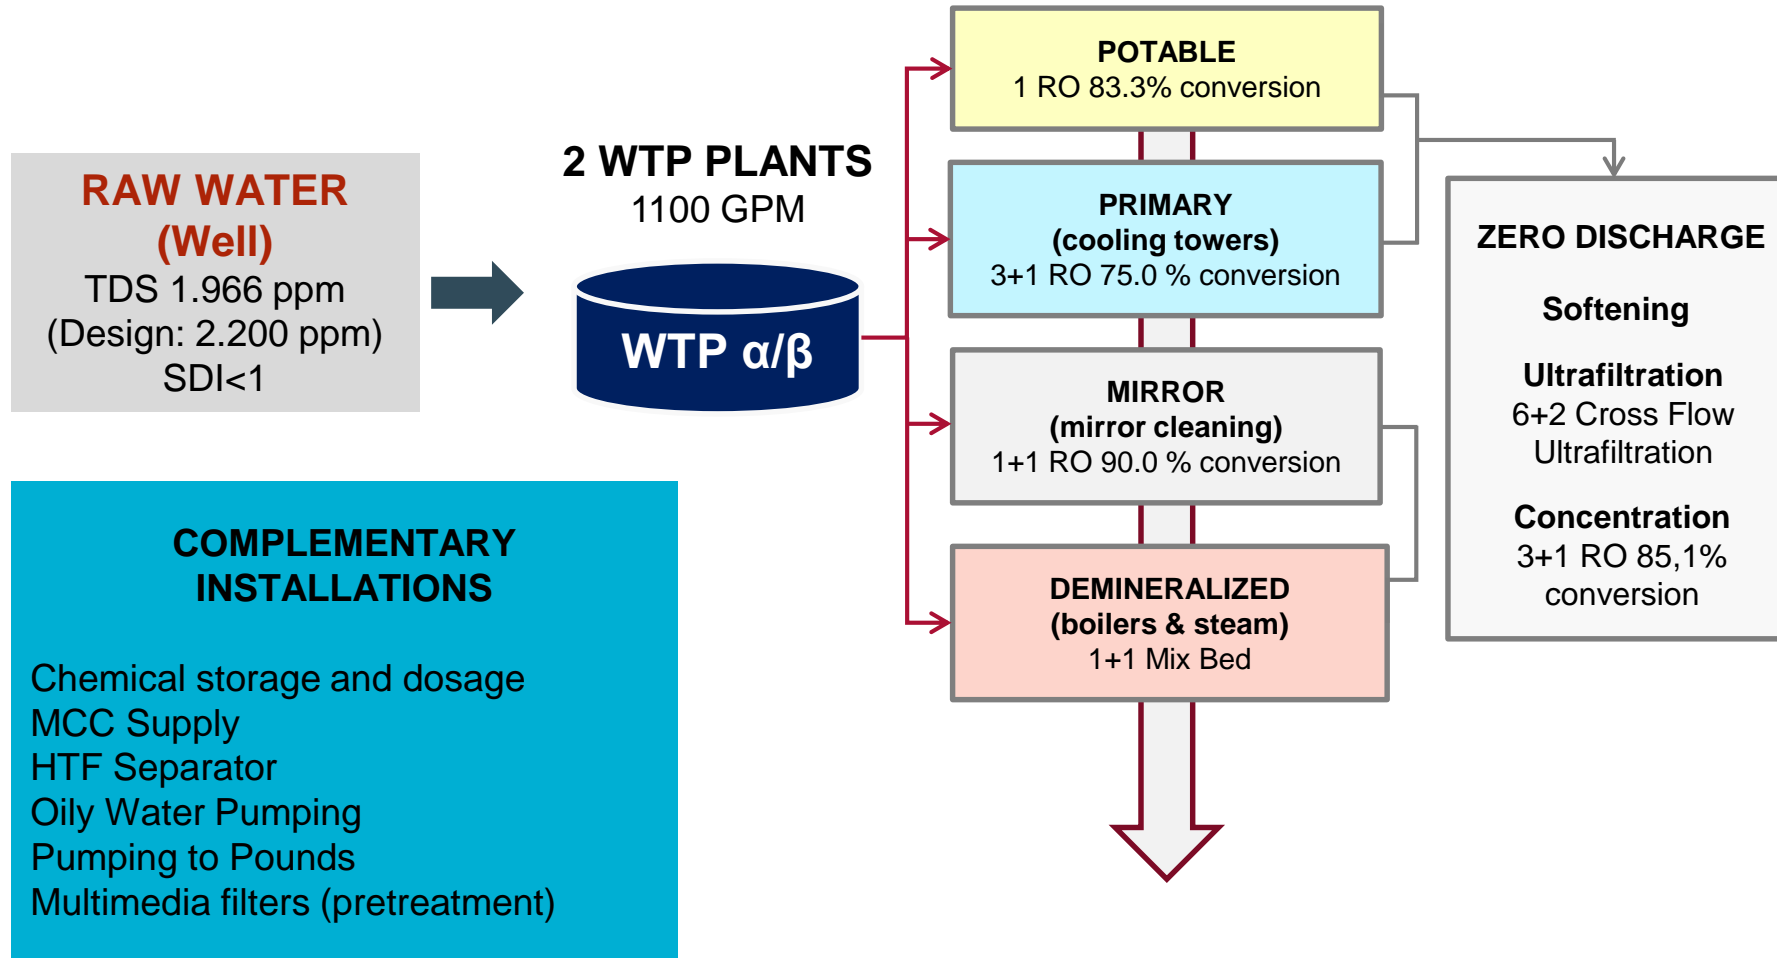 RAW WATER
(Well)
TDS 1.966 ppm
(Design: 2.200 ppm)
SDI<1
2 WTP PLANTS
1100 GPM
WTP α/β
POTABLE
1 RO 83.3% conversion
PRIMARY
(cooling towers)
3+1 RO 75.0 % conversion
MIRROR
(mirror cleaning)
1+1 RO 90.0 % conversion
DEMINERALIZED
(boilers & steam)
1+1 Mix Bed
ZERO DISCHARGE
Softening
Ultrafiltration
6+2 Cross Flow
Ultrafiltration
Concentration
3+1 RO 85,1%
conversion
COMPLEMENTARY
INSTALLATIONS
Chemical storage and dosage
MCC Supply
HTF Separator
Oily Water Pumping
Pumping to Pounds
Multimedia filters (pretreatment)